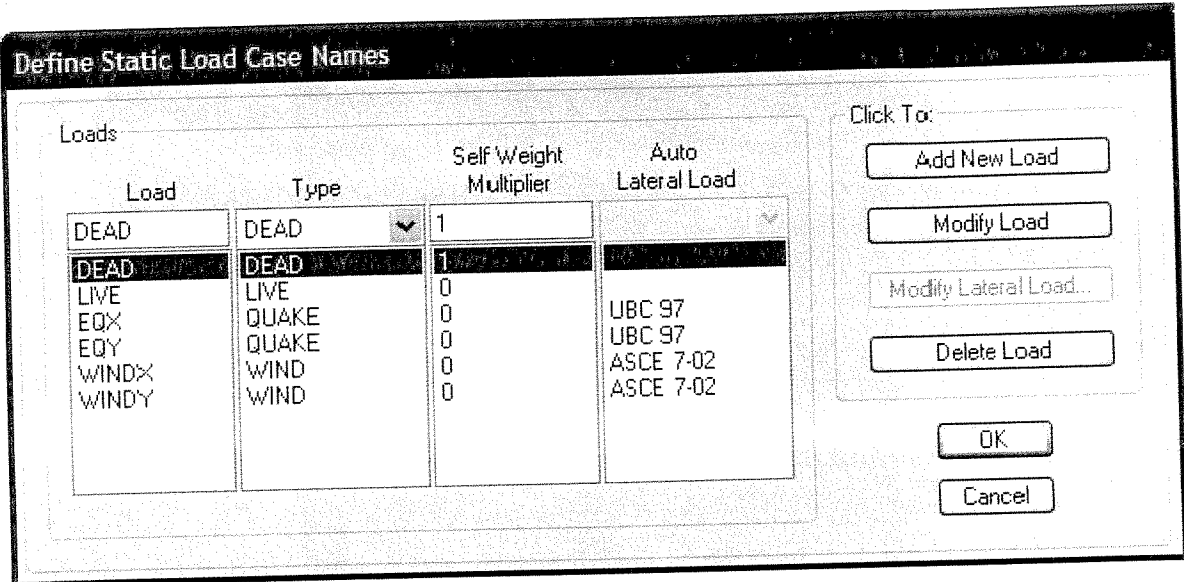 Define Static Load Case Names
Loads
Load Type Self Weight Multiplier Auto Lateral Load
DEAD DEAD 1
DEAD DEAD 1
LIVE LIVE 0
EQX QUAKE 0 UBC 97
EQY QUAKE 0 UBC 97
WINDX WIND 0 ASCE 7-02
WINDY WIND 0 ASCE 7-02
Click To:
Add New Load
Modify Load
Modify Lateral Load...
Delete Load
OK
Cancel